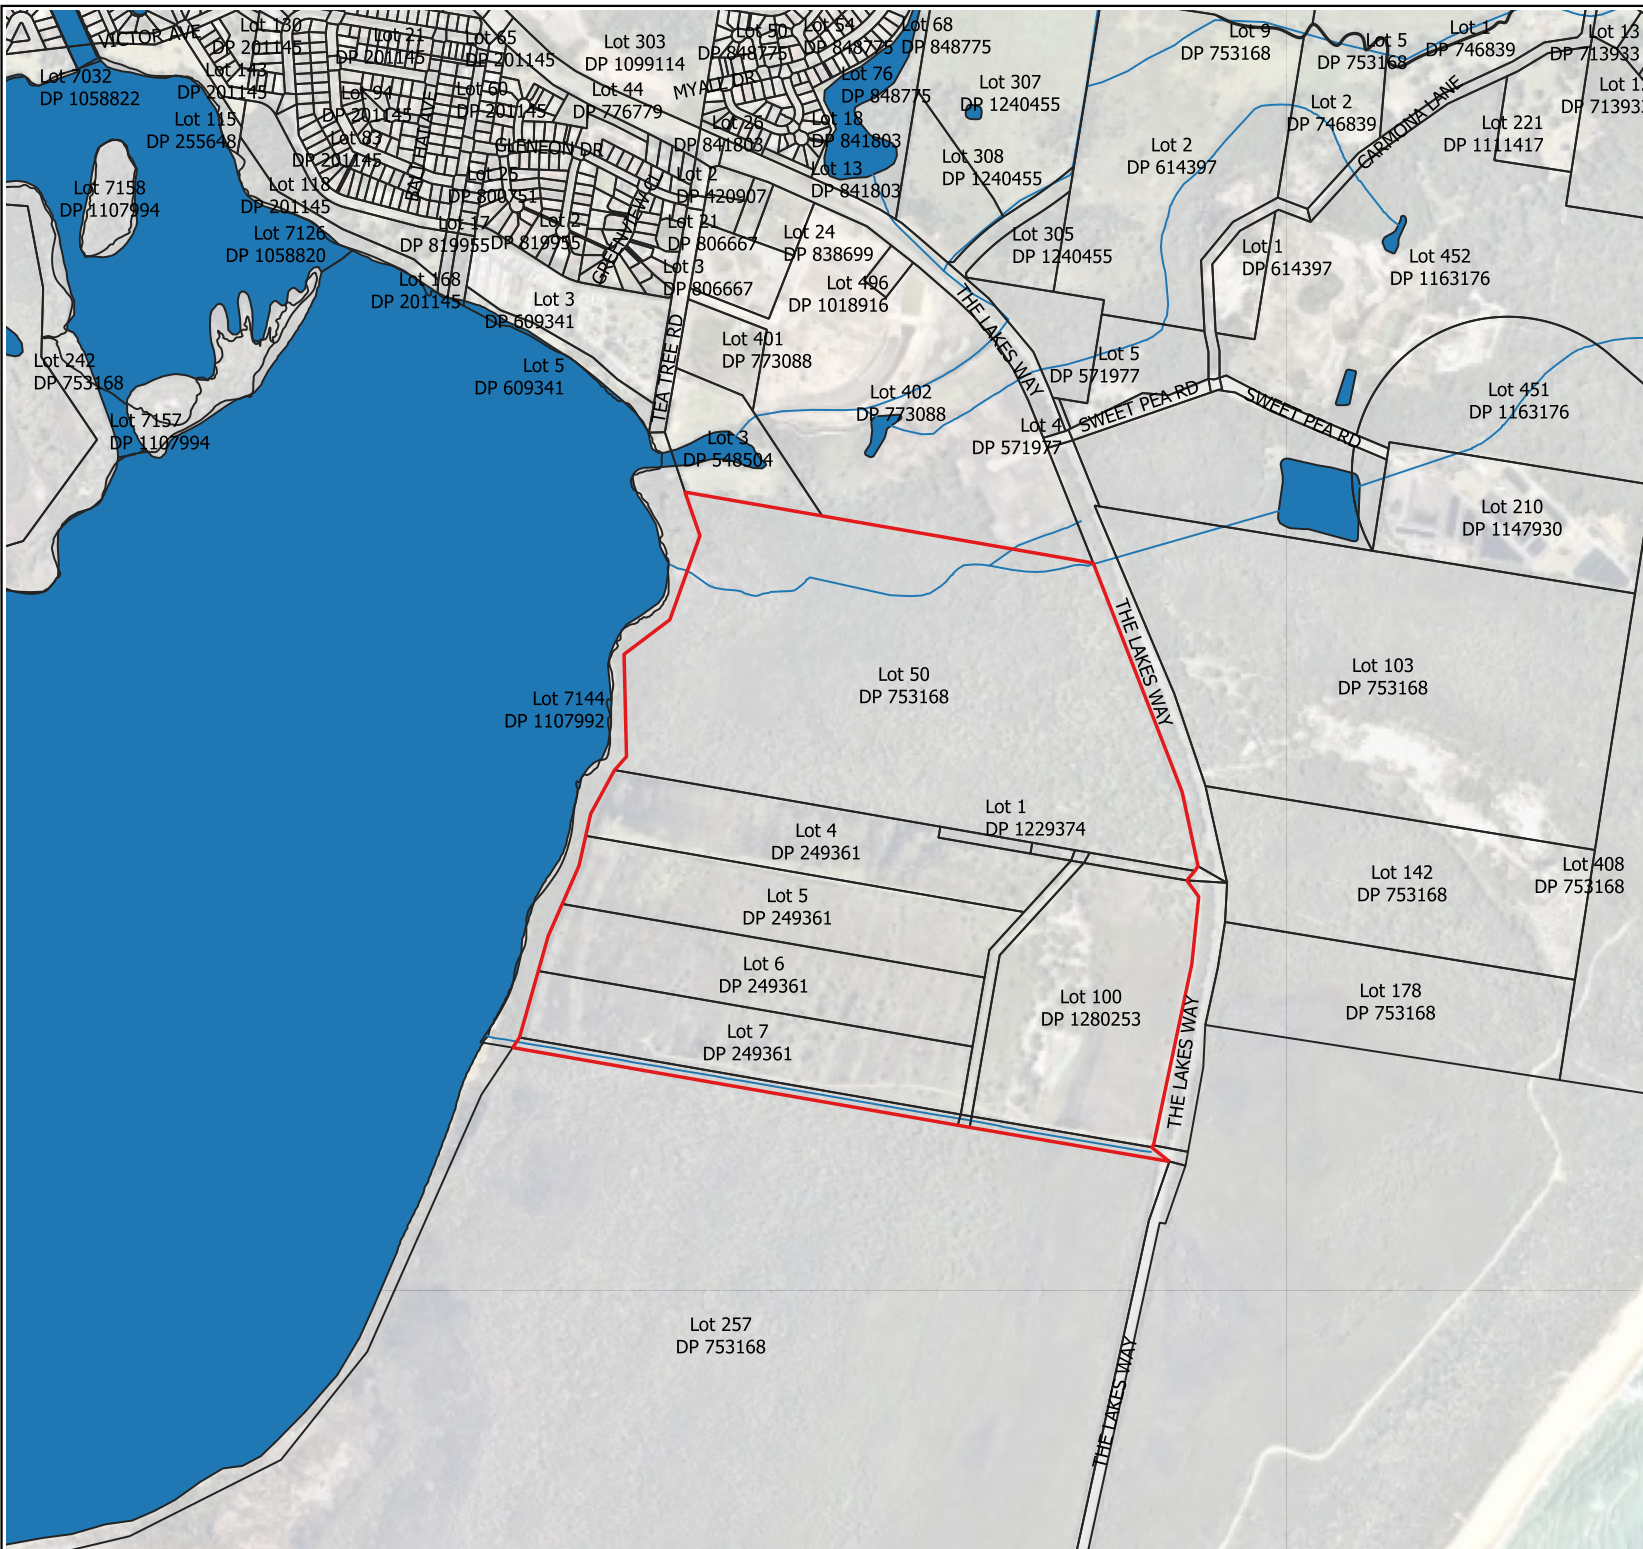 VICTOR AVE
Lot 130
DP 201145
Lot 21
DP 201145
Lot 65
DP 201145
Lot 303
DP 1099114
Lot 50
DP 848775
Lot 54
DP 848775
Lot 68
DP 848775
Lot 9
DP 753168
Lot 5
DP 753168
Lot 1
DP 746839
Lot 13
DP 713933
Lot 7032
DP 1058822
Lot 143
DP 201145
Lot 94
DP 201145
Lot 60
DP 201145
Lot 44
DP 776779
MYALL DR
Lot 76
DP 848775
Lot 307
DP 1240455
Lot 2
DP 746839
CARMONA LANE
Lot 221
DP 1111417
Lot 115
DP 255648
Lot 83
DP 201145
GLENEON DR
Lot 26
DP 841803
Lot 18
DP 841803
Lot 308
DP 1240455
Lot 2
DP 614397
Lot 7158
DP 1107994
Lot 118
DP 201145
Lot 25
DP 800751
GREENVIEW CL
Lot 2
DP 420907
Lot 13
DP 841803
Lot 7126
DP 1058820
Lot 17
DP 819955
Lot 2
DP 819955
Lot 21
DP 806667
Lot 24
DP 838699
Lot 305
DP 1240455
Lot 1
DP 614397
Lot 452
DP 1163176
Lot 168
DP 201145
Lot 3
DP 609341
Lot 3
DP 806667
Lot 496
DP 1018916
THE LAKES WAY
Lot 242
DP 753168
Lot 5
DP 609341
TEA TREE RD
Lot 401
DP 773088
Lot 5
DP 571977
Lot 402
DP 773088
SWEET PEA RD
SWEET PEA RD
Lot 451
DP 1163176
Lot 7157
DP 1107994
Lot 3
DP 548504
Lot 4
DP 571977
Lot 210
DP 1147930
THE LAKES WAY
Lot 50
DP 753168
Lot 103
DP 753168
Lot 7144
DP 1107992
Lot 1
DP 1229374
Lot 4
DP 249361
Lot 142
DP 753168
Lot 408
DP 753168
Lot 5
DP 249361
Lot 6
DP 249361
Lot 100
DP 1280253
Lot 178
DP 753168
Lot 7
DP 249361
THE LAKES WAY
Lot 257
DP 753168
THE LAKES WAY